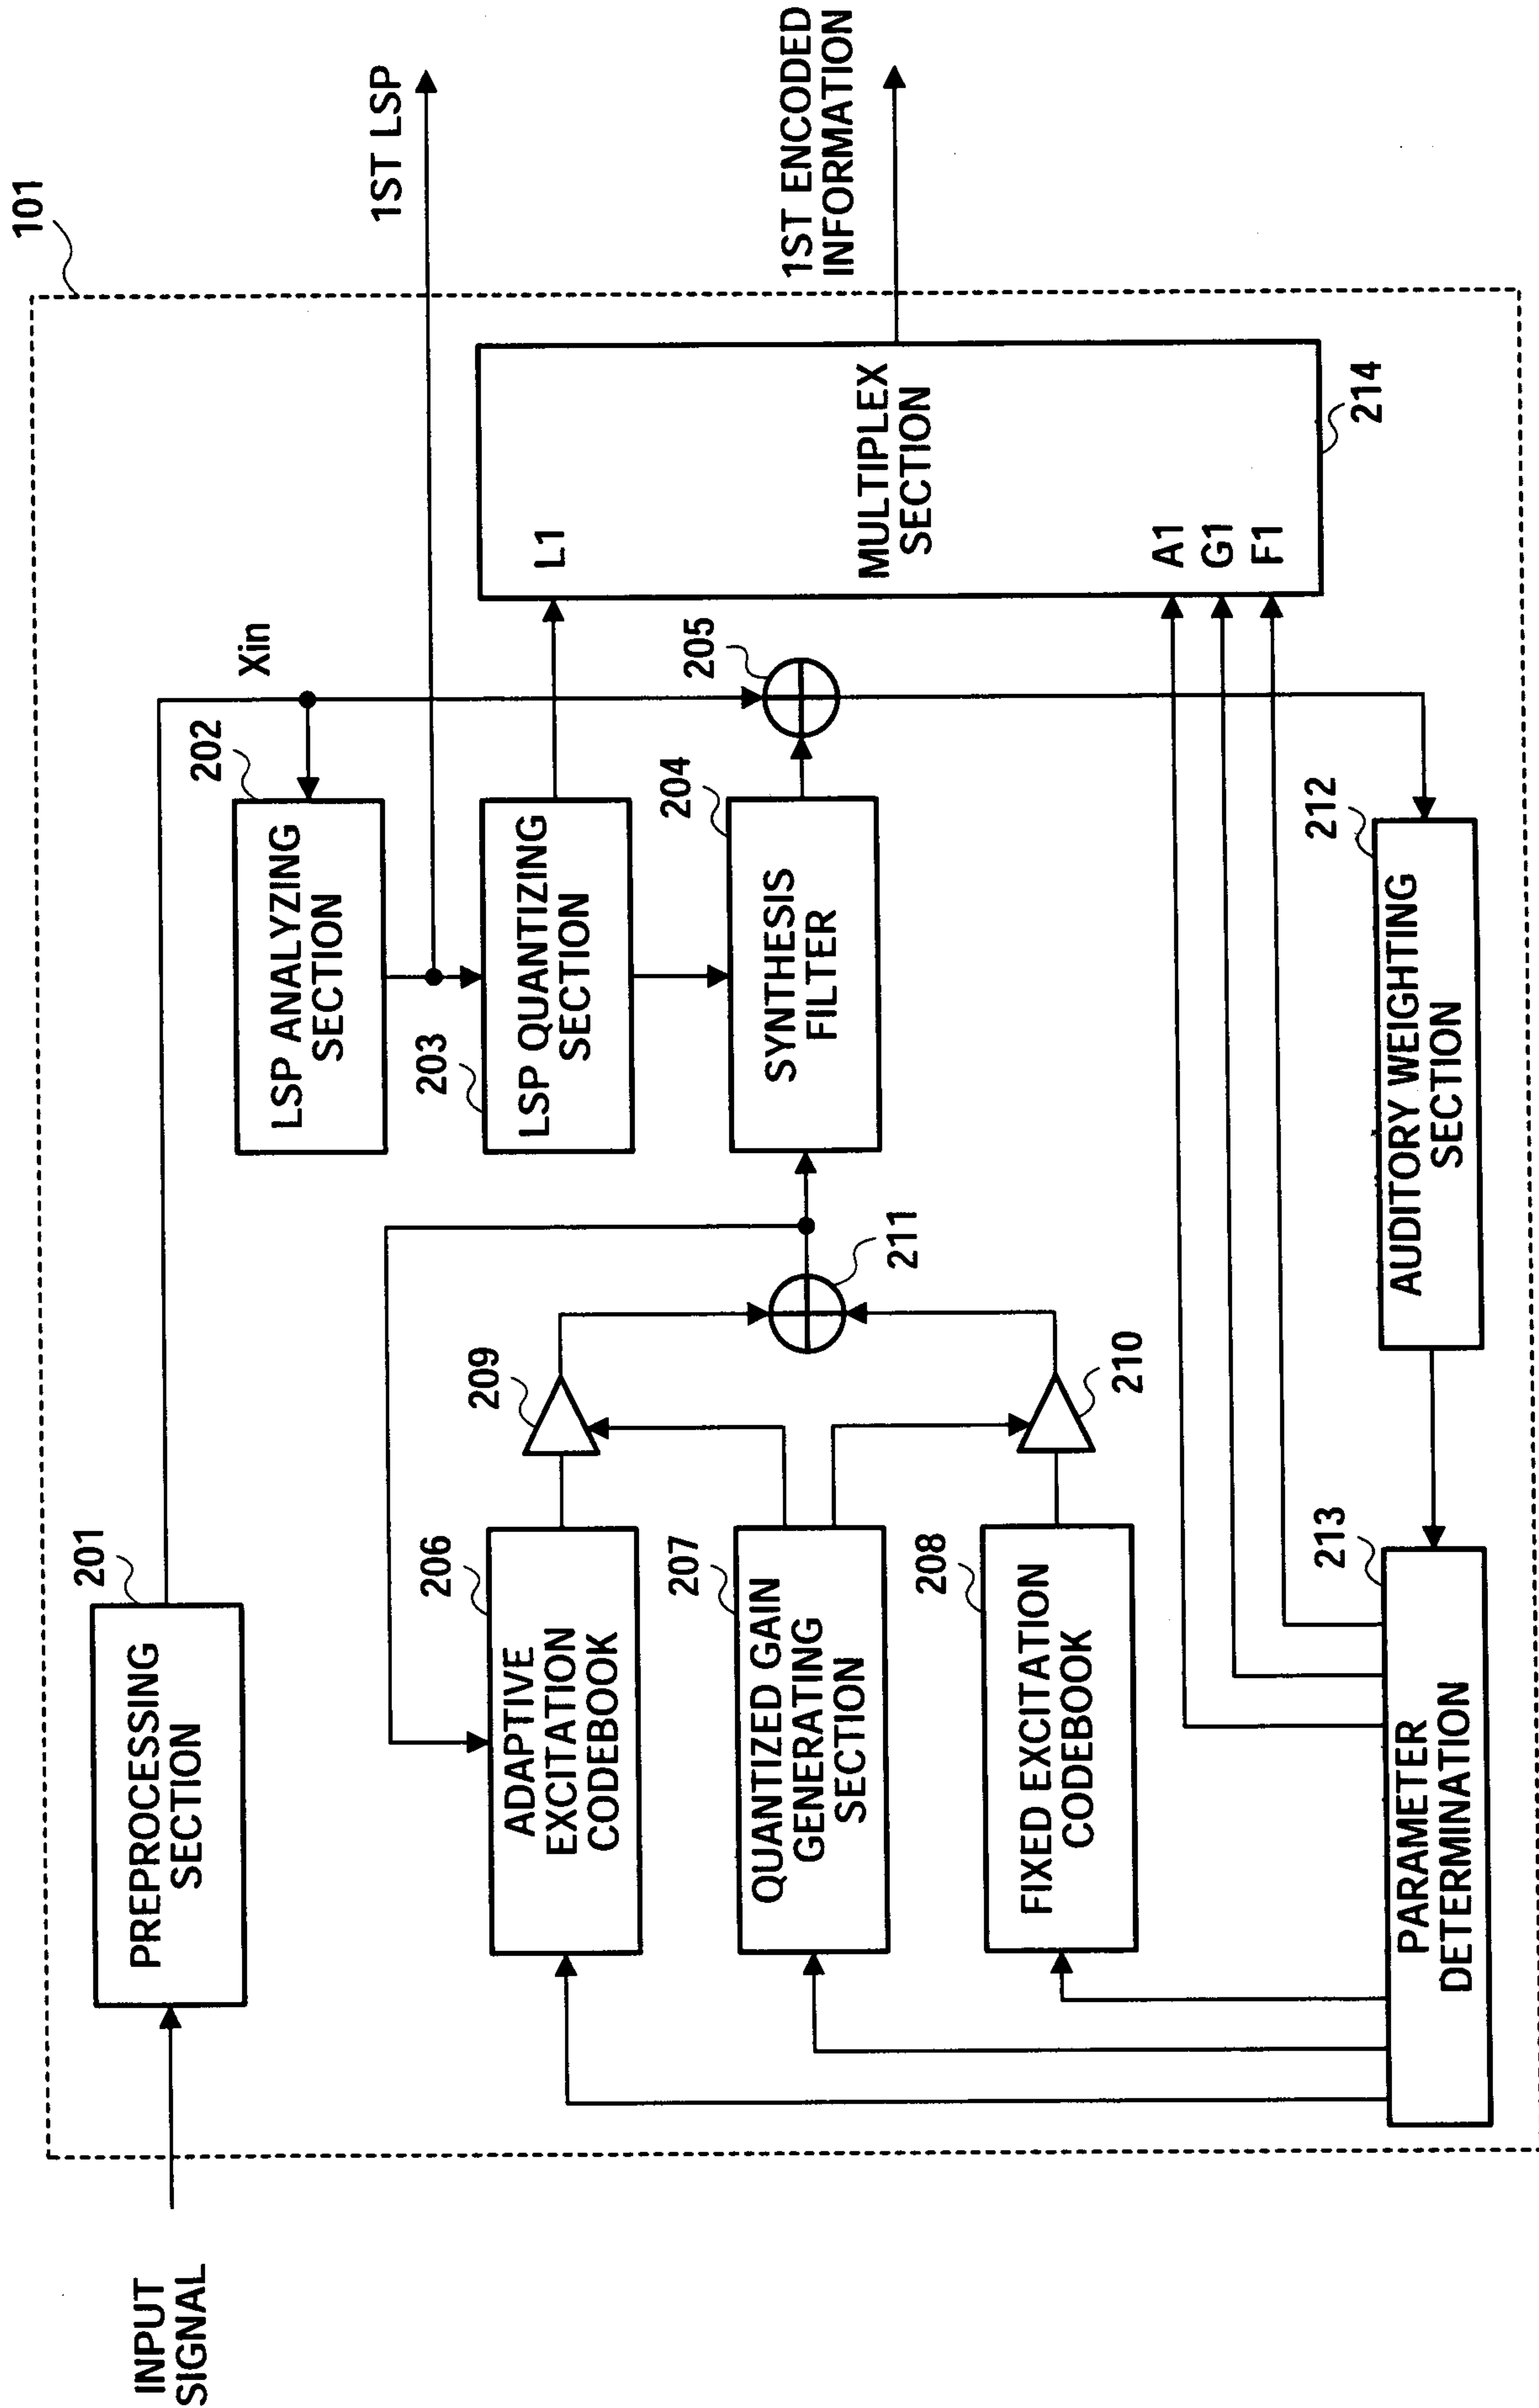 101
INPUT
SIGNAL
201
PREPROCESSING
SECTION
Xin
202
LSP ANALYZING
SECTION
1ST LSP
203
LSP QUANTIZING
SECTION
204
SYNTHESIS
FILTER
205
206
ADAPTIVE
EXCITATION
CODEBOOK
207
QUANTIZED GAIN
GENERATING
SECTION
208
FIXED EXCITATION
CODEBOOK
209
210
211
L1
MULTIPLEX
SECTION
A1
G1
F1
214
1ST ENCODED
INFORMATION
212
AUDITORY WEIGHTING
SECTION
213
PARAMETER
DETERMINATION